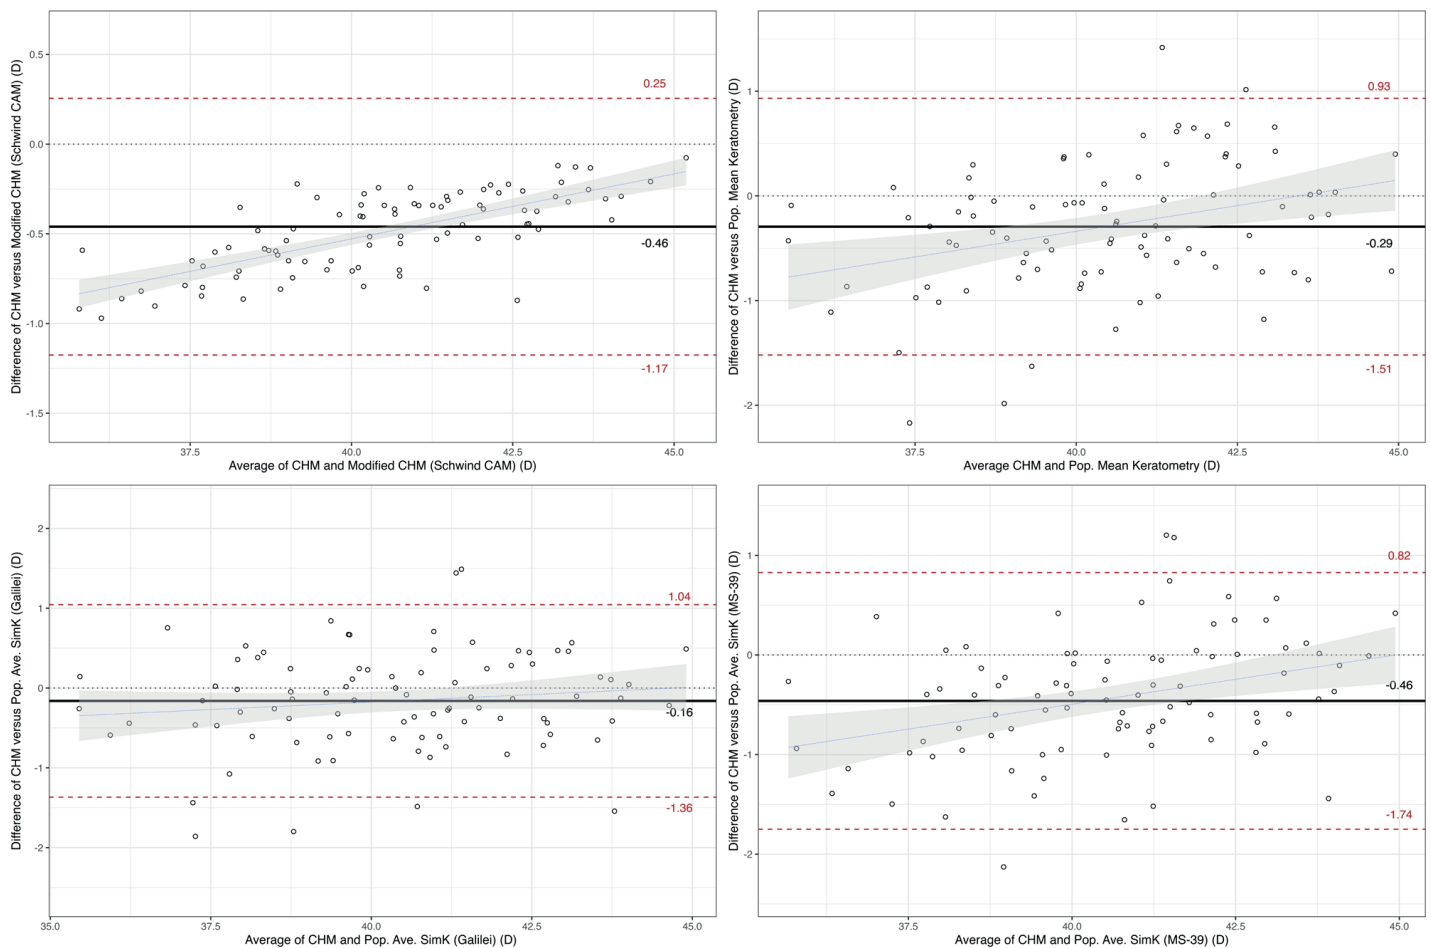 Difference of CHM versus Modified CHM (Schwind CAM) (D)
0.5
0.0
-0.5
-1.0
-1.5
0.25
-0.46
-1.17
37.5 40.0 42.5 45.0
Average of CHM and Modified CHM (Schwind CAM) (D)
Difference of CHM versus Pop. Mean Keratometry (D)
1
0
-1
-2
0.93
-0.29
-1.51
37.5 40.0 42.5 45.0
Average CHM and Pop. Mean Keratometry (D)
Difference of CHM versus Pop. Ave. SimK (Galilei) (D)
2
1
0
-1
-2
1.04
-0.16
-1.36
35.0 37.5 40.0 42.5 45.0
Average of CHM and Pop. Ave. SimK (Galilei) (D)
Difference of CHM versus Pop. Ave. SimK (MS-39) (D)
1
0
-1
-2
0.82
-0.46
-1.74
37.5 40.0 42.5 45.0
Average of CHM and Pop. Ave. SimK (MS-39) (D)